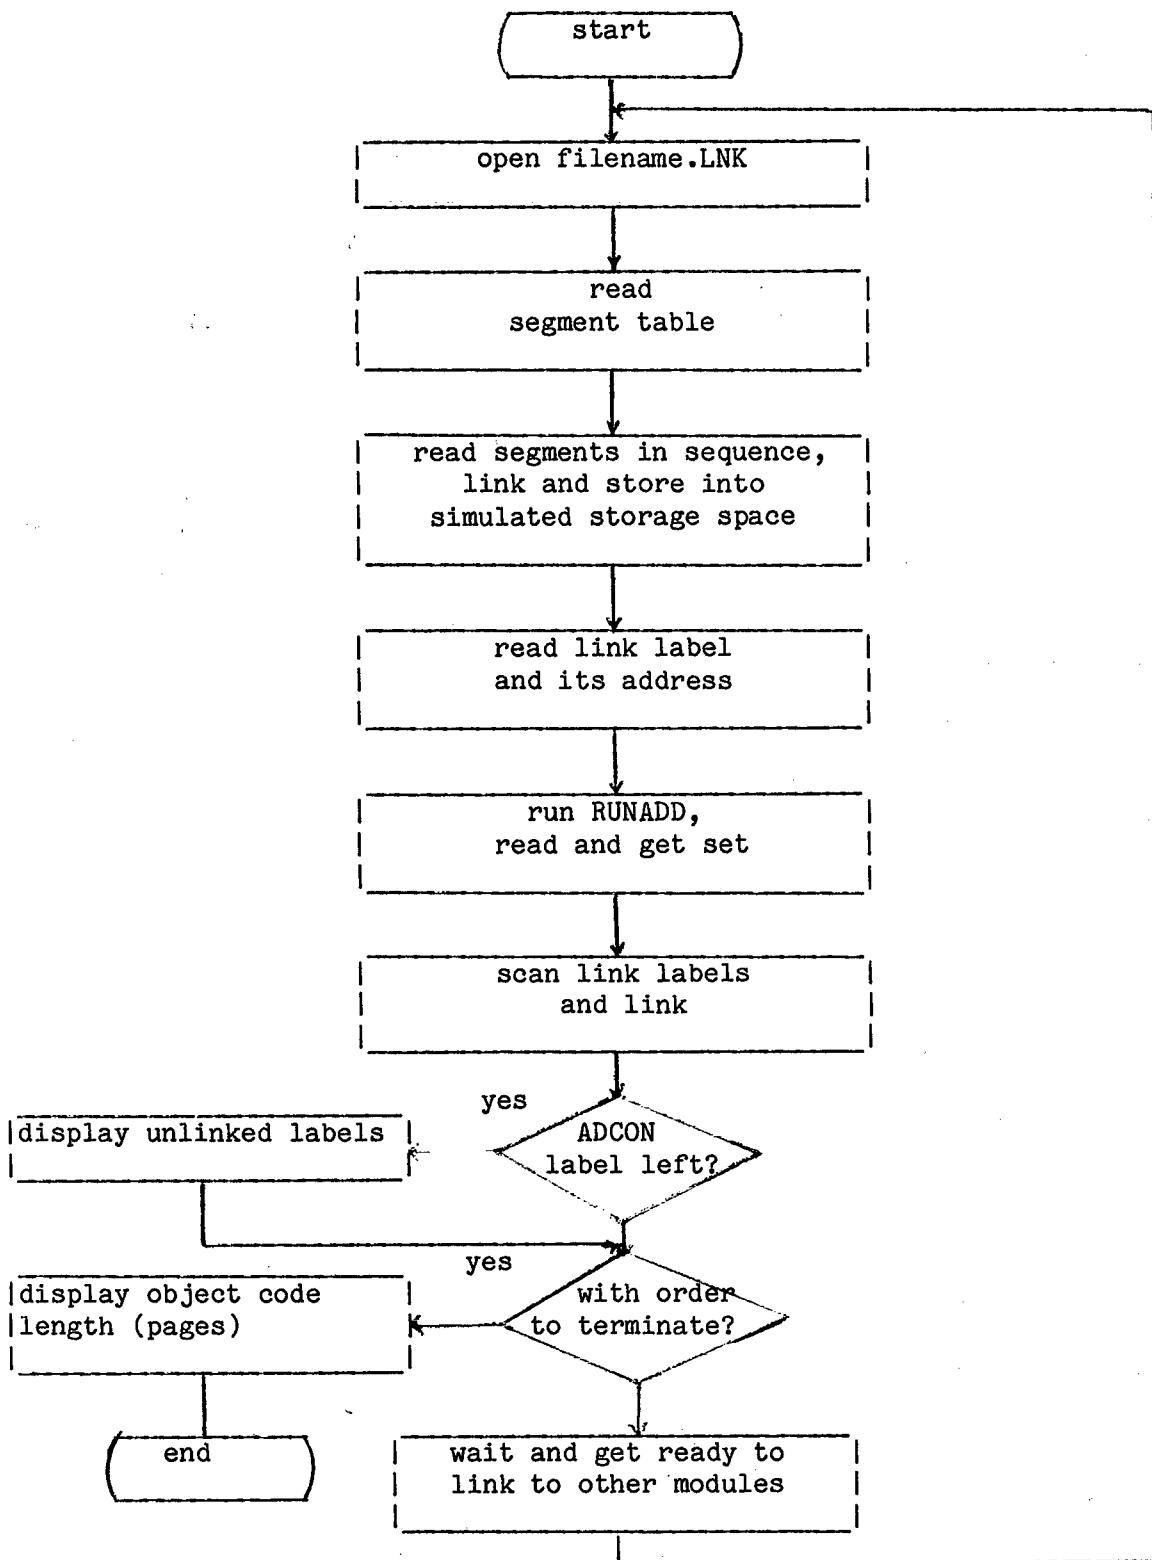 start
open filename.LNK
read
segment table
read segments in sequence,
link and store into
simulated storage space
read link label
and its address
run RUNADD,
read and get set
scan link labels
and link
yes
ADCON
label left?
display unlinked labels
yes
with order
to terminate?
display object code
length (pages)
end
wait and get ready to
link to other modules